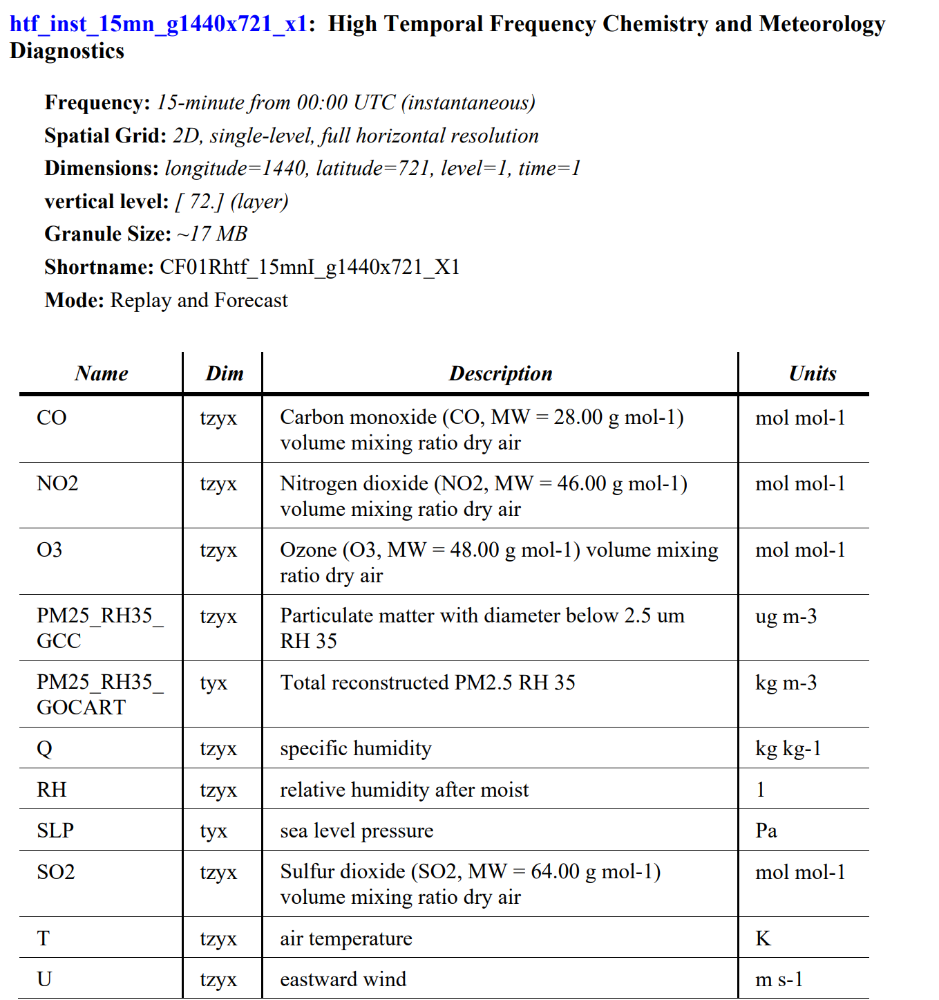 htf_inst_15mn_g1440x721_x1: High Temporal Frequency Chemistry and Meteorology
Diagnostics
Frequency: 15-minute from 00:00 UTC (instantaneous)
Spatial Grid: 2D, single-level, full horizontal resolution
Dimensions: longitude=1440, latitude=721, level=1, time=1
vertical level: [ 72.] (layer)
Granule Size: ~17 MB
Shortname: CF01Rhtf_15mnI_g1440x721_X1
Mode: Replay and Forecast
Name Dim Description Units
CO tzyx Carbon monoxide (CO, MW = 28.00 g mol-1) mol mol-1
volume mixing ratio dry air
NO2 tzyx Nitrogen dioxide (NO2, MW = 46.00 g mol-1) mol mol-1
volume mixing ratio dry air
O3 tzyx Ozone (O3, MW = 48.00 g mol-1) volume mixing mol mol-1
ratio dry air
PM25_RH35_ tzyx Particulate matter with diameter below 2.5 um ug m-3
GCC RH 35
PM25_RH35_ tyx Total reconstructed PM2.5 RH 35 kg m-3
GOCART
Q tzyx specific humidity kg kg-1
RH tzyx relative humidity after moist 1
SLP tyx sea level pressure Pa
SO2 tzyx Sulfur dioxide (SO2, MW = 64.00 g mol-1) mol mol-1
volume mixing ratio dry air
T tzyx air temperature K
U tzyx eastward wind m s-1